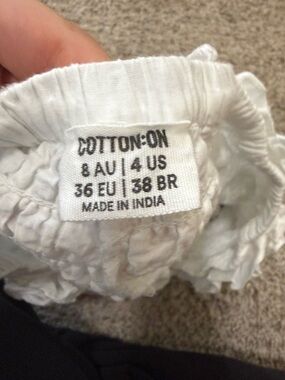 COTTON:ON
8 AU | 4 US
36 EU | 38 BR
MADE IN INDIA